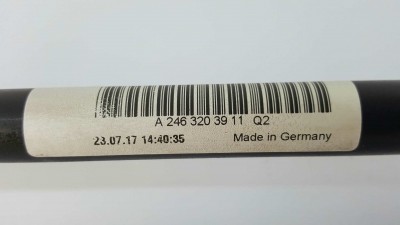 A 246 320 39 11 Q2
23.07.17 14:40:35 Made in Germany